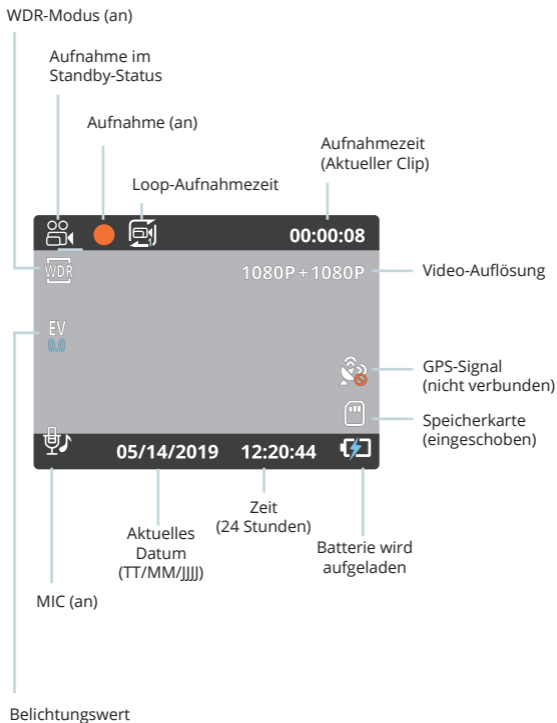 WDR-Modus (an)
Aufnahme im
Standby-Status
Aufnahme (an)
Loop-Aufnahmezeit
Aufnahmezeit
(Aktueller Clip)
00:00:08
WDR
1080P+1080P
Video-Auflösung
EV
0.0
GPS-Signal
(nicht verbunden)
Speicherkarte
(eingeschoben)
05/14/2019
12:20:44
Zeit
(24 Stunden)
Aktuelles
Datum
(TT/MM/JJJJ)
Batterie wird
aufgeladen
MIC (an)
Belichtungswert